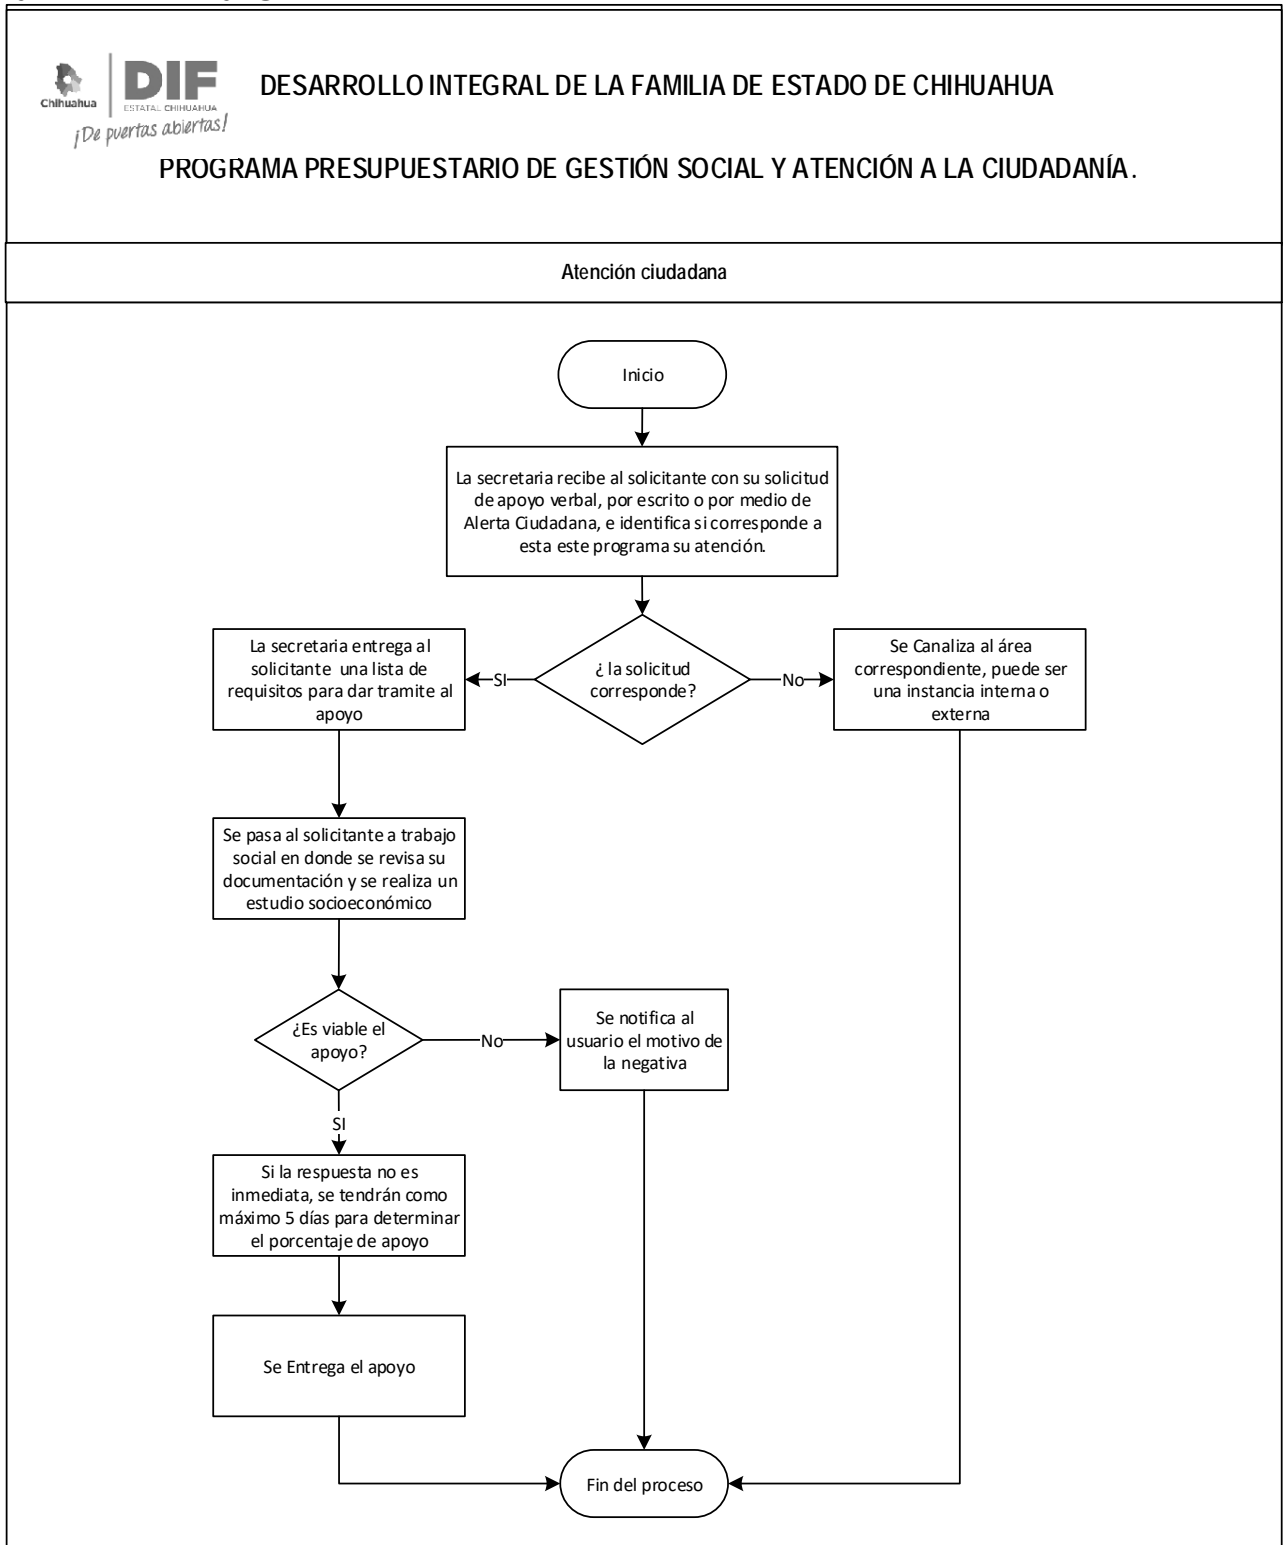 Chihuahua
DIF
ESTATAL CHIHUAHUA
¡De puertas abiertas!
DESARROLLO INTEGRAL DE LA FAMILIA DE ESTADO DE CHIHUAHUA
PROGRAMA PRESUPUESTARIO DE GESTIÓN SOCIAL Y ATENCIÓN A LA CIUDADANÍA.
Atención ciudadana
Inicio
La secretaria recibe al solicitante con su solicitud
de apoyo verbal, por escrito o por medio de
Alerta Ciudadana, e identifica si corresponde a
esta este programa su atención.
¿ la solicitud
corresponde?
SI
No
La secretaria entrega al
solicitante una lista de
requisitos para dar tramite al
apoyo
Se Canaliza al área
correspondiente, puede ser
una instancia interna o
externa
Se pasa al solicitante a trabajo
social en donde se revisa su
documentación y se realiza un
estudio socioeconómico
¿Es viable el
apoyo?
No
Se notifica al
usuario el motivo de
la negativa
SI
Si la respuesta no es
inmediata, se tendrán como
máximo 5 días para determinar
el porcentaje de apoyo
Se Entrega el apoyo
Fin del proceso